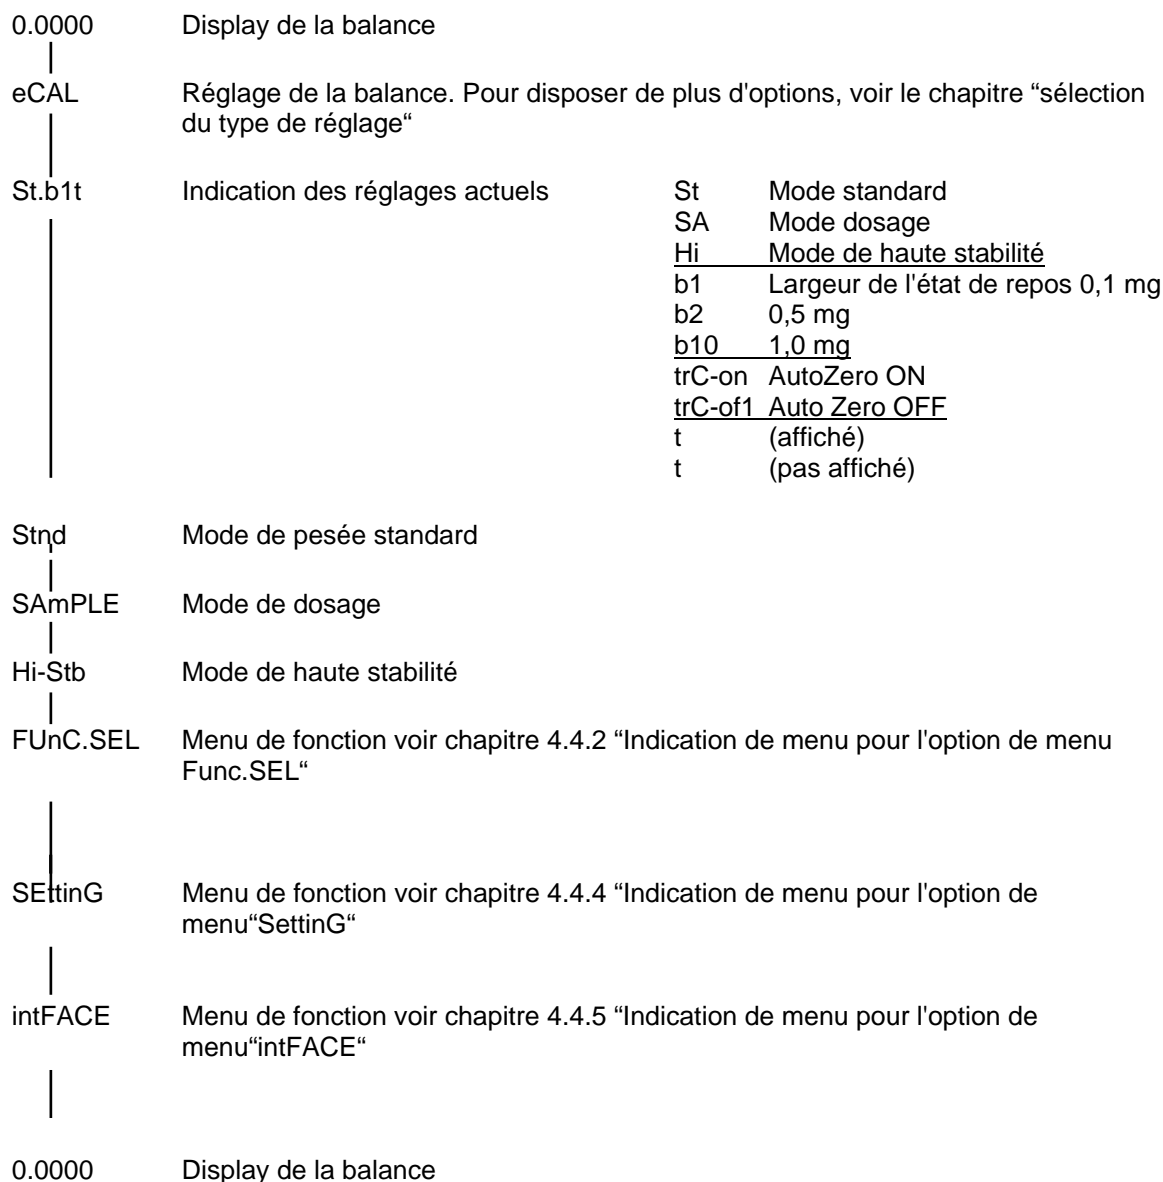 0.0000 Display de la balance
eCAL Réglage de la balance. Pour disposer de plus d'options, voir le chapitre “sélection
du type de réglage“
St.b1t Indication des réglages actuels St Mode standard
SA Mode dosage
Hi Mode de haute stabilité
b1 Largeur de l'état de repos 0,1 mg
b2 0,5 mg
b10 1,0 mg
trC-on AutoZero ON
trC-of1 Auto Zero OFF
t (affiché)
t (pas affiché)
Stnd Mode de pesée standard
SAmPLE Mode de dosage
Hi-Stb Mode de haute stabilité
FUnC.SEL Menu de fonction voir chapitre 4.4.2 “Indication de menu pour l'option de menu
Func.SEL“
SEttinG Menu de fonction voir chapitre 4.4.4 “Indication de menu pour l'option de
menu“SettinG“
intFACE Menu de fonction voir chapitre 4.4.5 “Indication de menu pour l'option de
menu“intFACE“
0.0000 Display de la balance